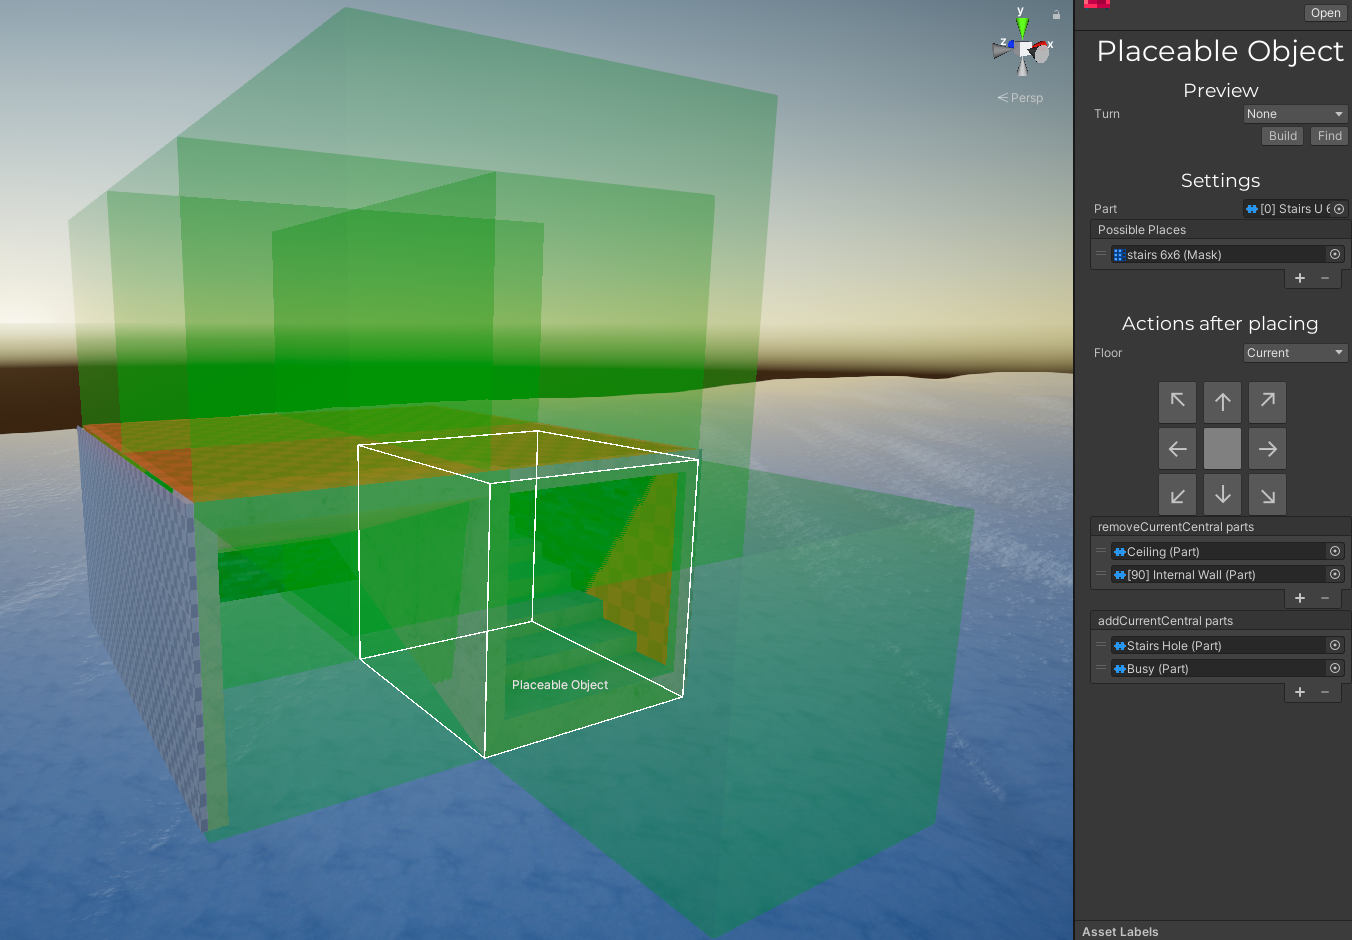 y
z
x
Persp
Placeable Object
Open
Placeable Object
Preview
Turn
None
Build
Find
Settings
Part
[0] Stairs U 6
Possible Places
stairs 6x6 (Mask)
+ −
Actions after placing
Floor
Current
removeCurrentCentral parts
Ceiling (Part)
[90] Internal Wall (Part)
+ −
addCurrentCentral parts
Stairs Hole (Part)
Busy (Part)
+ −
Asset Labels